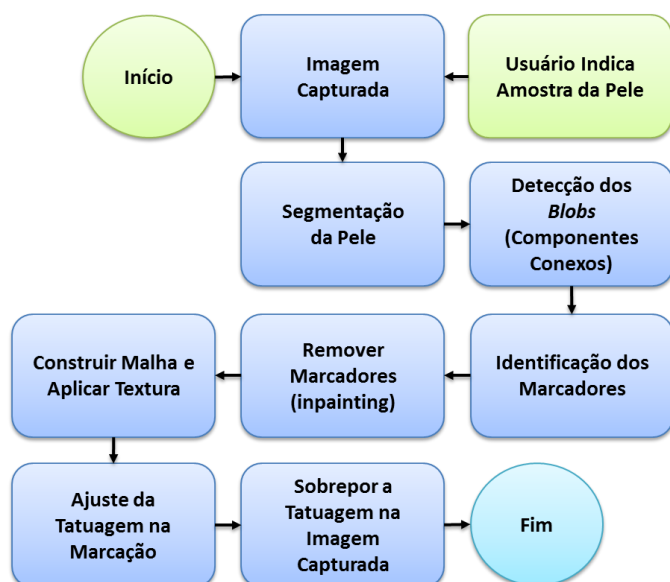 Início
Imagem
Capturada
Usuário Indica
Amostra da Pele
Segmentação
da Pele
Detecção dos
Blobs
(Componentes
Conexos)
Identificação dos
Marcadores
Remover
Marcadores
(inpainting)
Construir Malha e
Aplicar Textura
Ajuste da
Tatuagem na
Marcação
Sobrepor a
Tatuagem na
Imagem
Capturada
Fim